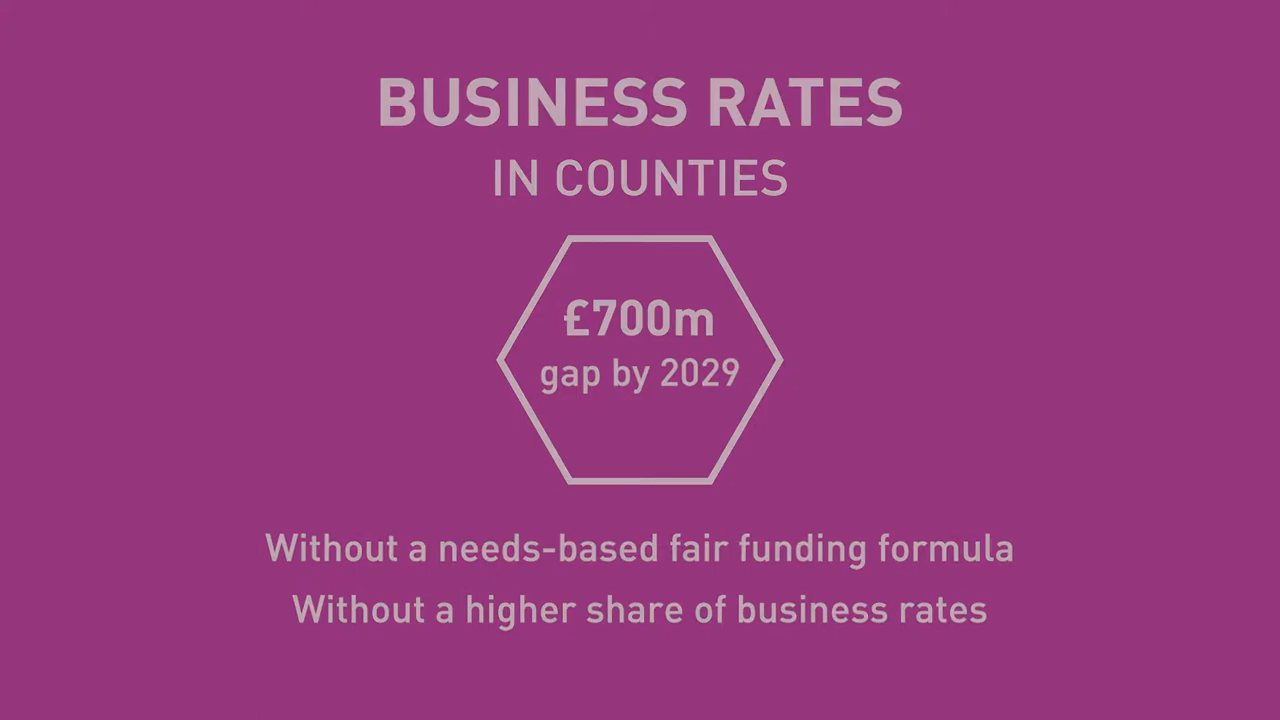 BUSINESS RATES
IN COUNTIES
£700m
gap by 2029
Without a needs-based fair funding formula
Without a higher share of business rates